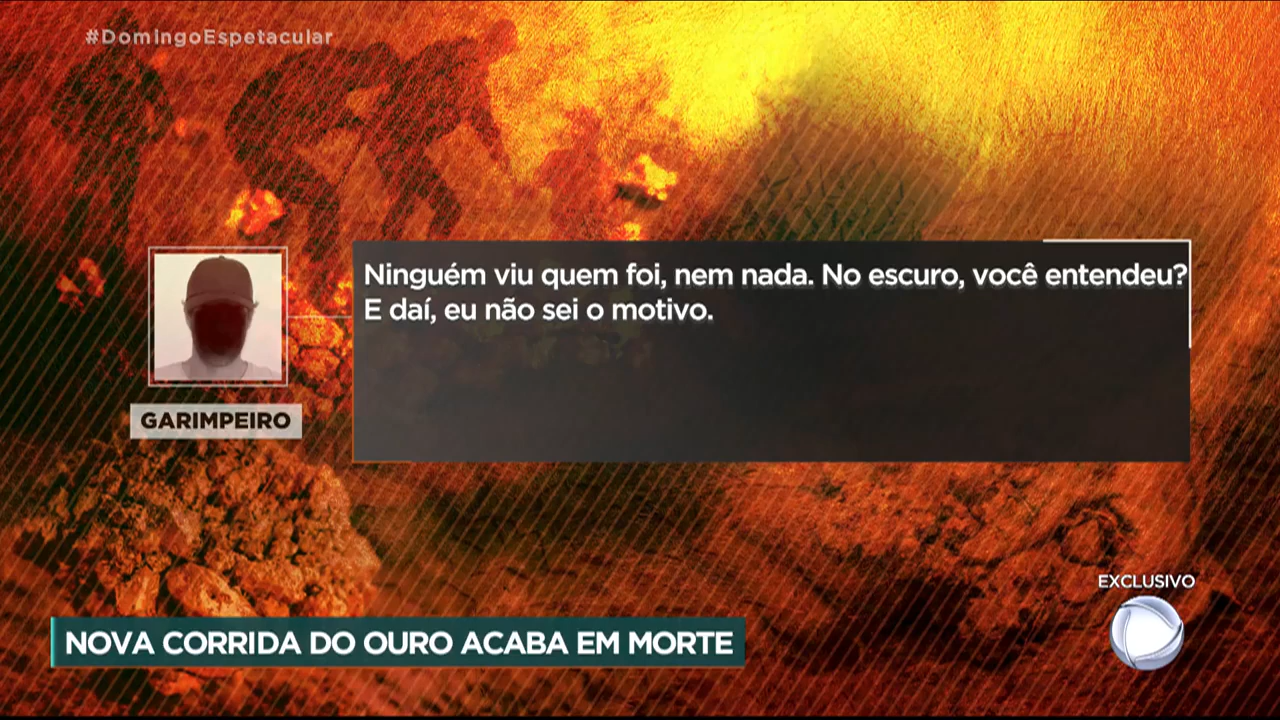 #DomingoEspetacular
Ninguém viu quem foi, nem nada. No escuro, você entendeu?
E daí, eu não sei o motivo.
GARIMPEIRO
EXCLUSIVO
NOVA CORRIDA DO OURO ACABA EM MORTE